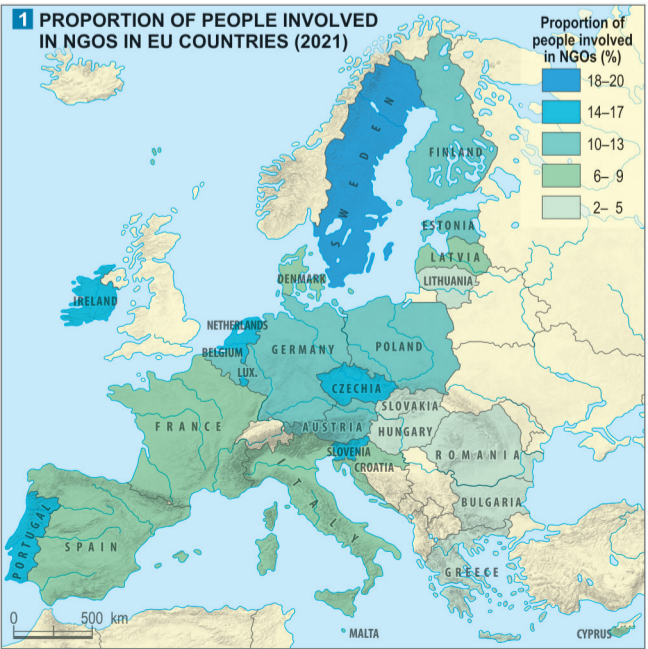 1 PROPORTION OF PEOPLE INVOLVED
IN NGOS IN EU COUNTRIES (2021)
Proportion of
people involved
in NGOs (%)
18–20
14–17
10–13
6– 9
2– 5
SWEDEN
FINLAND
ESTONIA
LATVIA
LITHUANIA
DENMARK
IRELAND
NETHERLANDS
BELGIUM
LUX.
GERMANY
POLAND
CZECHIA
SLOVAKIA
FRANCE
AUSTRIA
HUNGARY
SLOVENIA
CROATIA
ROMANIA
BULGARIA
ITALY
PORTUGAL
SPAIN
GREECE
MALTA
CYPRUS
0 500 km